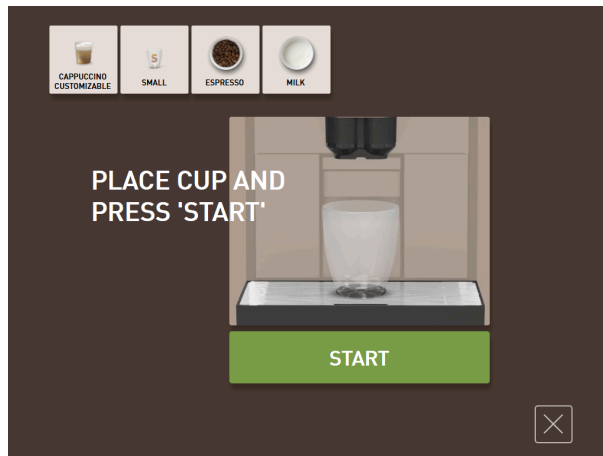 CAPPUCCINO
CUSTOMIZABLE
S
SMALL
ESPRESSO
MILK
PLACE CUP AND
PRESS 'START'
START